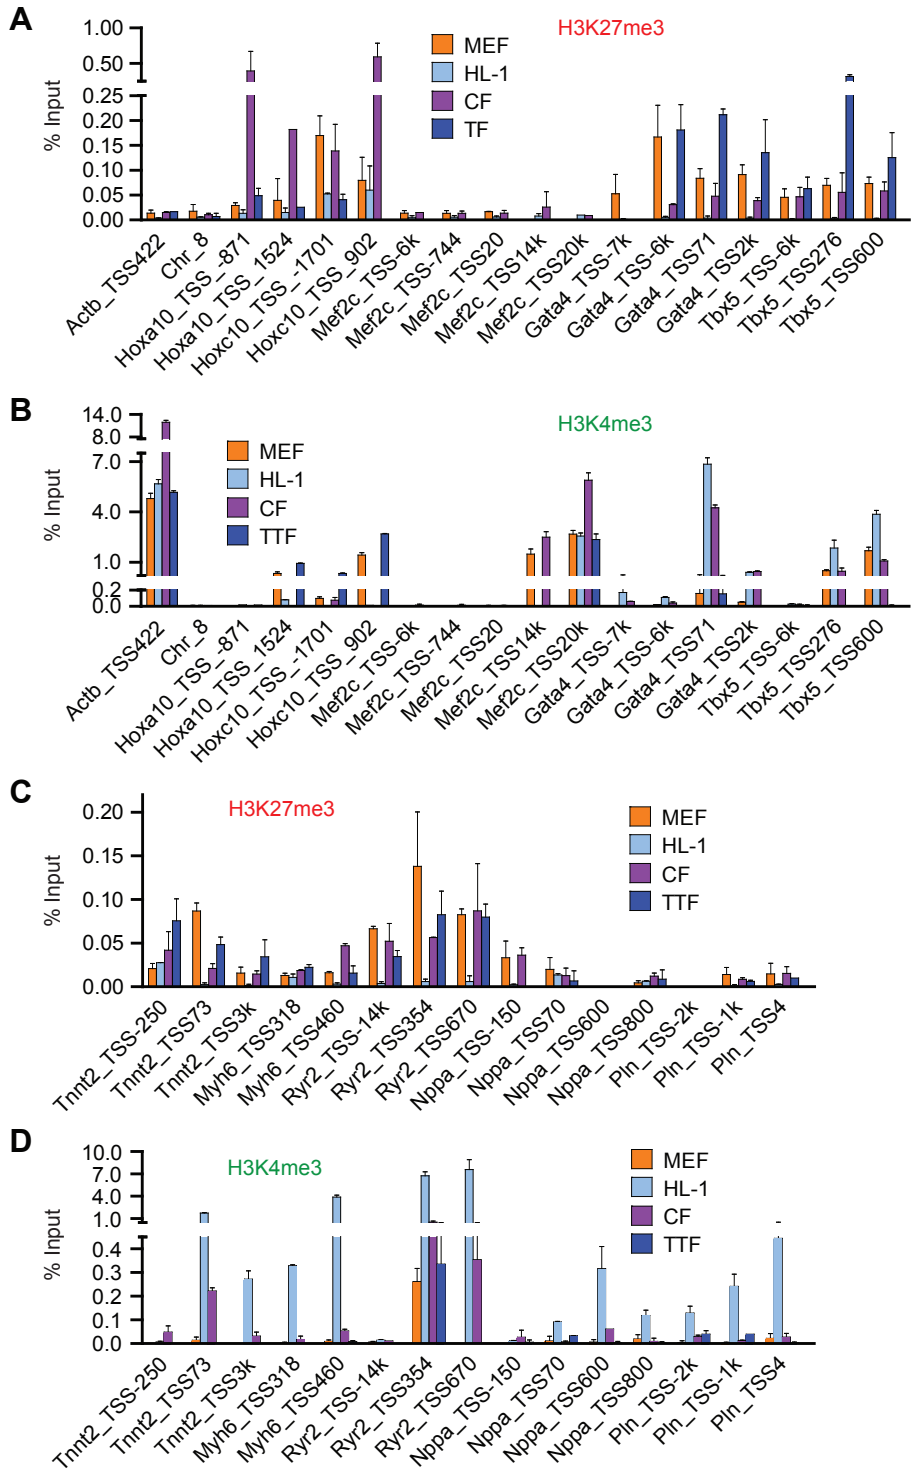 A
H3K27me3
1.00
0.50
0.25
0.20
0.15
0.10
0.05
0.00
% Input
MEF
HL-1
CF
TF
Actb_TSS422
Chr_8
Hoxa10_TSS_-871
Hoxa10_TSS_1524
Hoxc10_TSS_-1701
Hoxc10_TSS_902
Mef2c_TSS-6k
Mef2c_TSS-744
Mef2c_TSS20
Mef2c_TSS14k
Mef2c_TSS20k
Gata4_TSS-7k
Gata4_TSS-6k
Gata4_TSS71
Gata4_TSS2k
Tbx5_TSS-6k
Tbx5_TSS276
Tbx5_TSS600
B
H3K4me3
14.0
8.0
7.0
4.0
1.0
0.2
0.0
% Input
MEF
HL-1
CF
TTF
Actb_TSS422
Chr_8
Hoxa10_TSS_-871
Hoxa10_TSS_1524
Hoxc10_TSS_-1701
Hoxc10_TSS_902
Mef2c_TSS-6k
Mef2c_TSS-744
Mef2c_TSS20
Mef2c_TSS14k
Mef2c_TSS20k
Gata4_TSS-7k
Gata4_TSS-6k
Gata4_TSS71
Gata4_TSS2k
Tbx5_TSS-6k
Tbx5_TSS276
Tbx5_TSS600
C
H3K27me3
0.20
0.15
0.10
0.05
0.00
% Input
MEF
HL-1
CF
TTF
Tnnt2_TSS-250
Tnnt2_TSS73
Tnnt2_TSS3k
Myh6_TSS318
Myh6_TSS460
Ryr2_TSS-14k
Ryr2_TSS354
Ryr2_TSS670
Nppa_TSS-150
Nppa_TSS70
Nppa_TSS600
Nppa_TSS800
Pln_TSS-2k
Pln_TSS-1k
Pln_TSS4
D
H3K4me3
10.0
7.0
4.0
1.0
0.4
0.3
0.2
0.1
0.0
% Input
MEF
HL-1
CF
TTF
Tnnt2_TSS-250
Tnnt2_TSS73
Tnnt2_TSS3k
Myh6_TSS318
Myh6_TSS460
Ryr2_TSS-14k
Ryr2_TSS354
Ryr2_TSS670
Nppa_TSS-150
Nppa_TSS70
Nppa_TSS600
Nppa_TSS800
Pln_TSS-2k
Pln_TSS-1k
Pln_TSS4